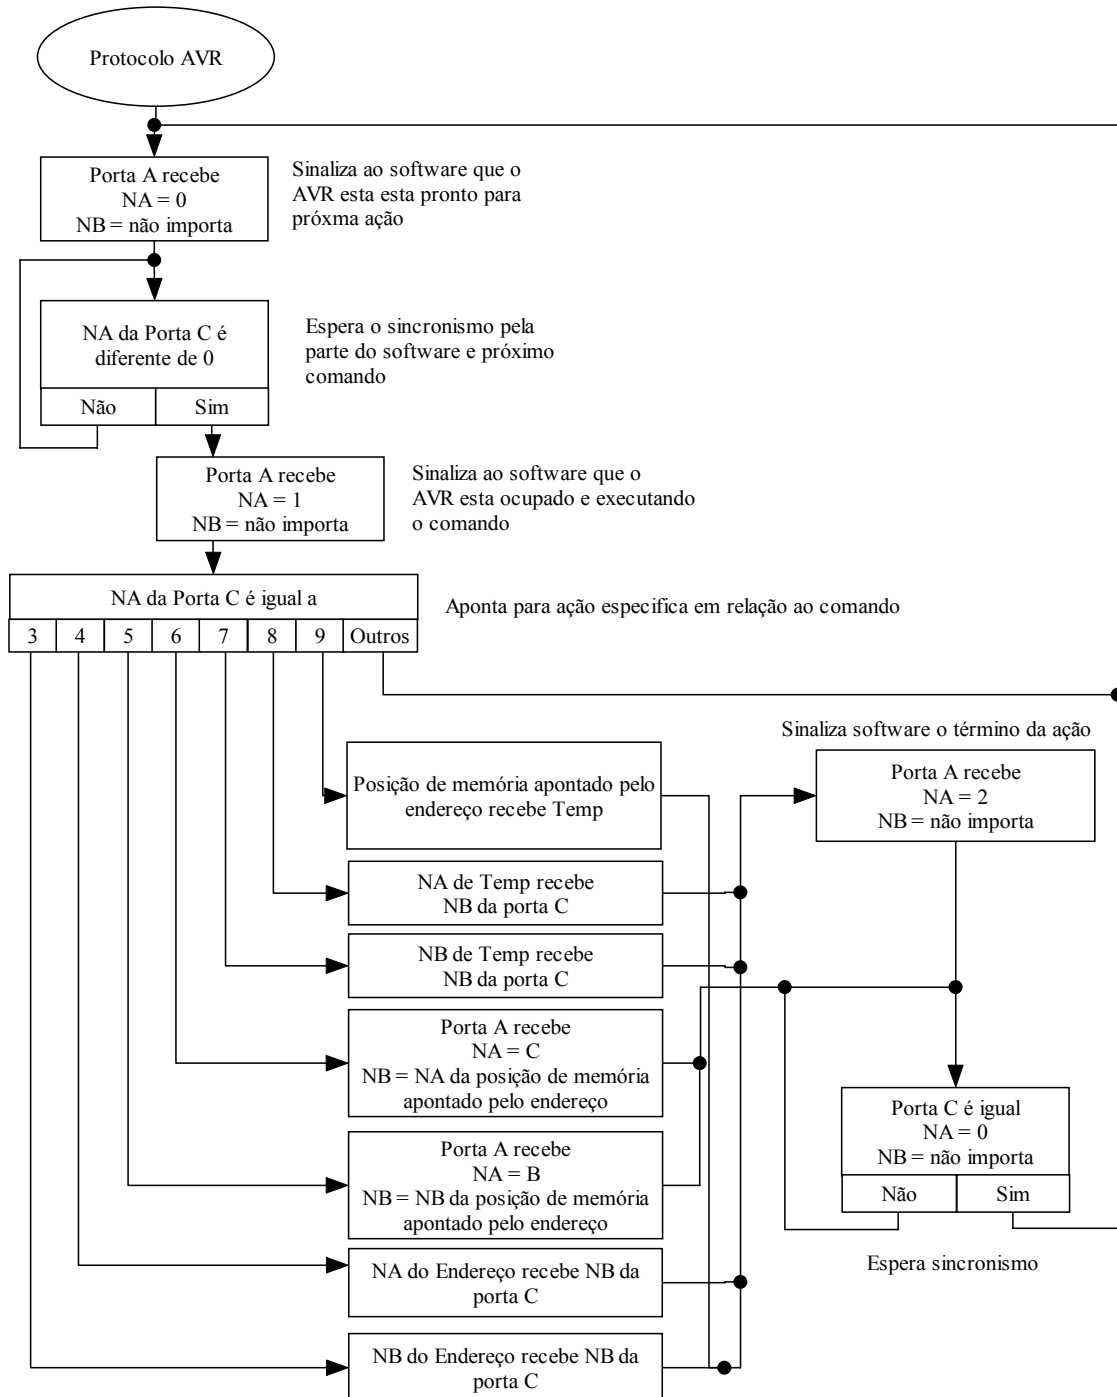 Protocolo AVR
Porta A recebe
NA = 0
NB = não importa
Sinaliza ao software que o
AVR esta esta pronto para
próxma ação
NA da Porta C é
diferente de 0
Não
Sim
Espera o sincronismo pela
parte do software e próximo
comando
Porta A recebe
NA = 1
NB = não importa
Sinaliza ao software que o
AVR esta ocupado e executando
o comando
NA da Porta C é igual a
3 4 5 6 7 8 9 Outros
Aponta para ação especifica em relação ao comando
Sinaliza software o término da ação
Porta A recebe
NA = 2
NB = não importa
Posição de memória apontado pelo
endereço recebe Temp
NA de Temp recebe
NB da porta C
NB de Temp recebe
NB da porta C
Porta A recebe
NA = C
NB = NA da posição de memória
apontado pelo endereço
Porta A recebe
NA = B
NB = NB da posição de memória
apontado pelo endereço
Porta C é igual
NA = 0
NB = não importa
Não
Sim
Espera sincronismo
NA do Endereço recebe NB da
porta C
NB do Endereço recebe NB da
porta C